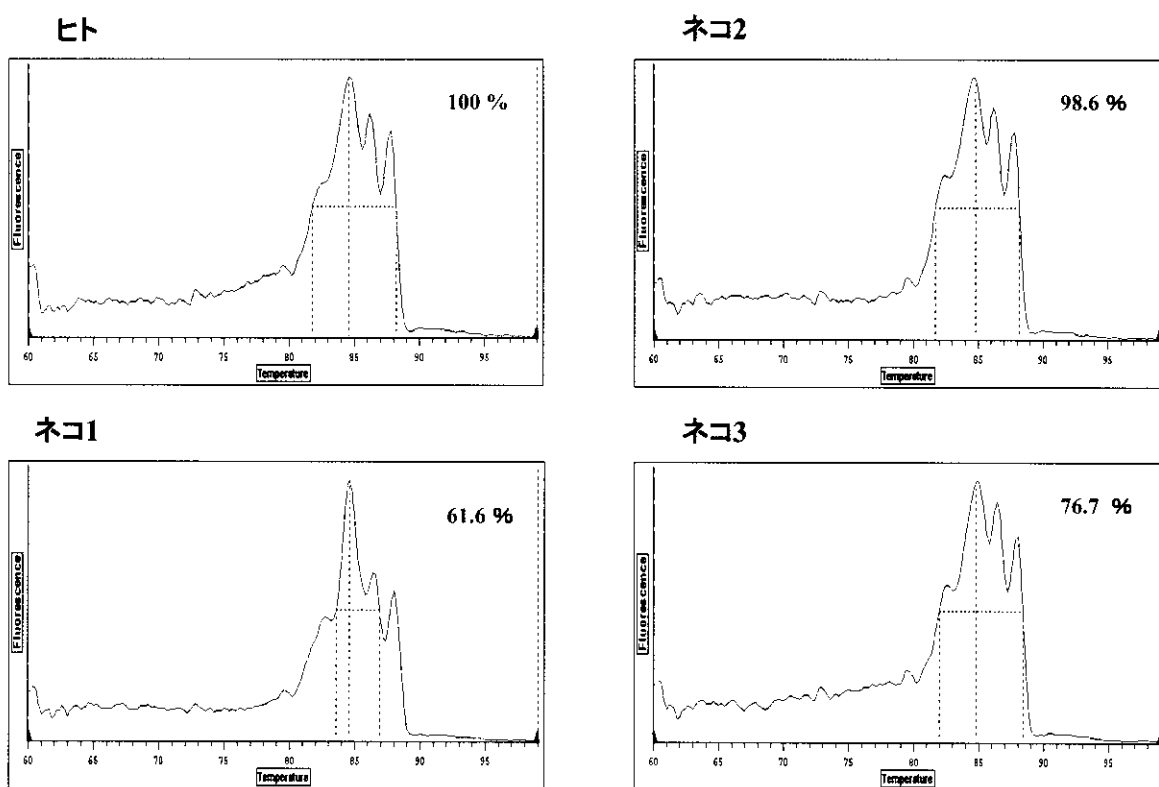 ヒト
100 %
Fluorescence
60 65 70 75 80 85 90 95
Temperature
ネコ2
98.6 %
Fluorescence
60 65 70 75 80 85 90 95
Temperature
ネコ1
61.6 %
Fluorescence
60 65 70 75 80 85 90 95
Temperature
ネコ3
76.7 %
Fluorescence
60 65 70 75 80 85 90 95
Temperature